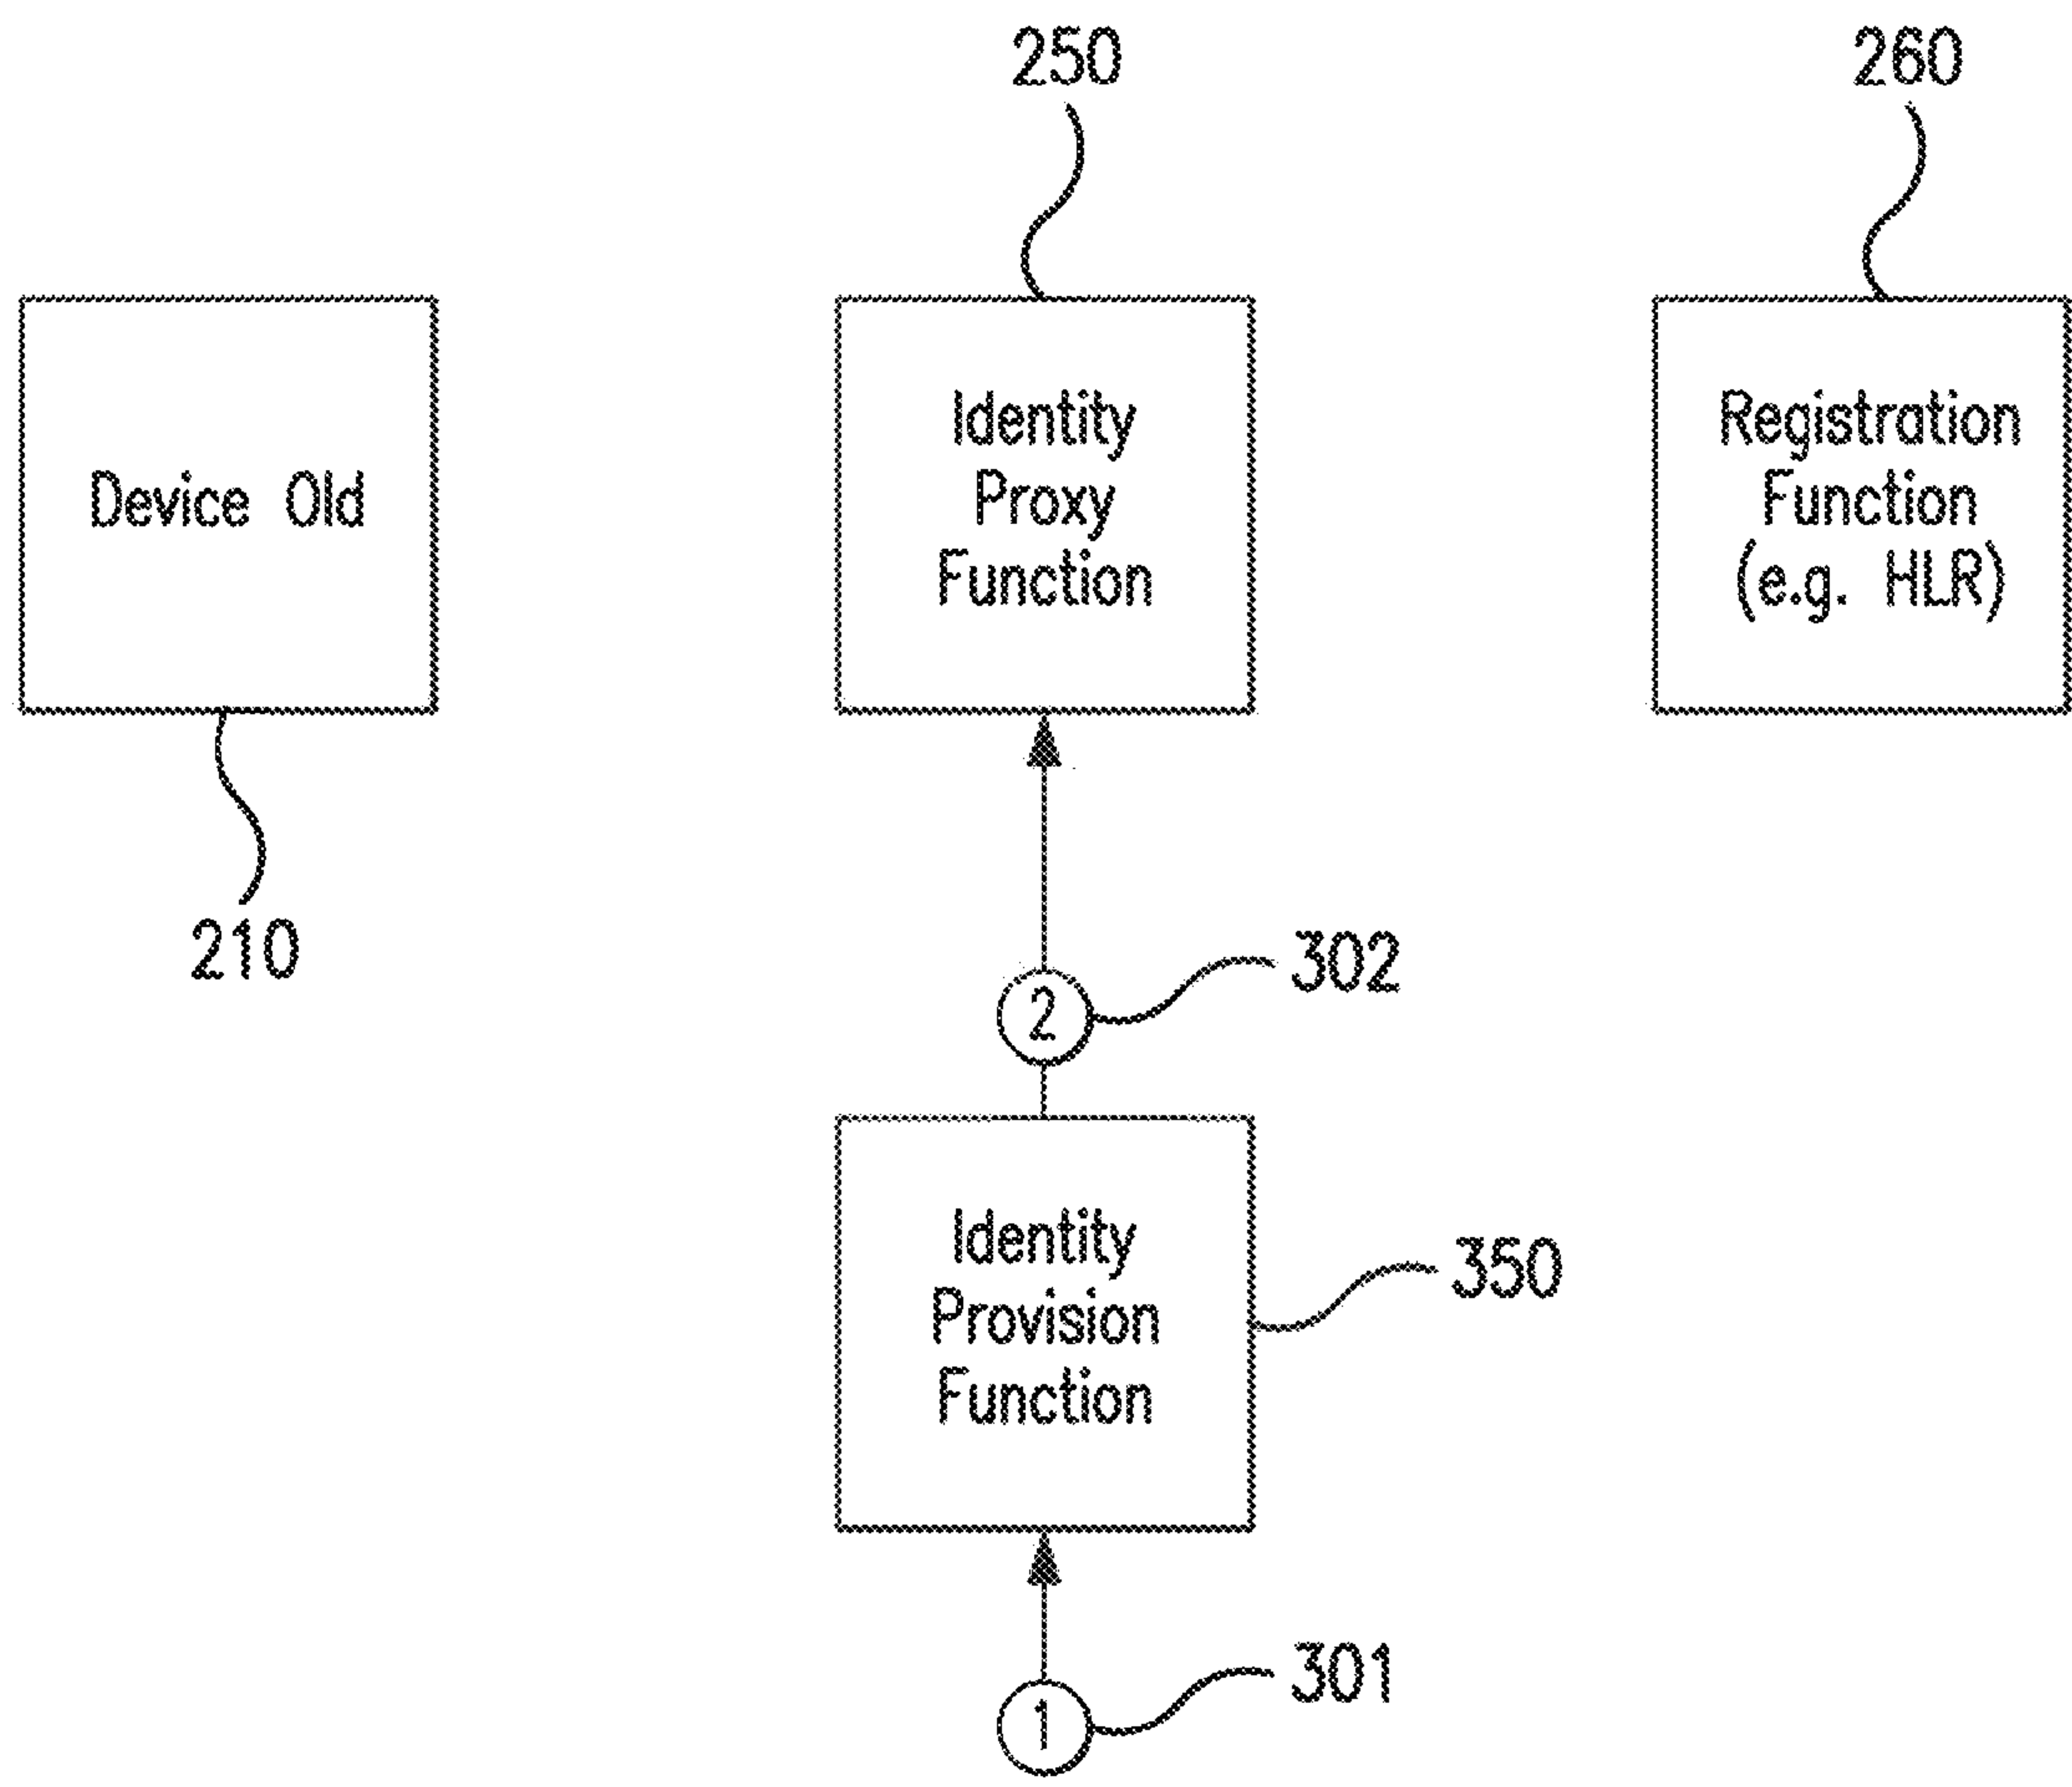 250
260
Device Old
Identity
Proxy
Function
Registration
Function
(e.g. HLR)
210
2
302
Identity
Provision
Function
350
1
301